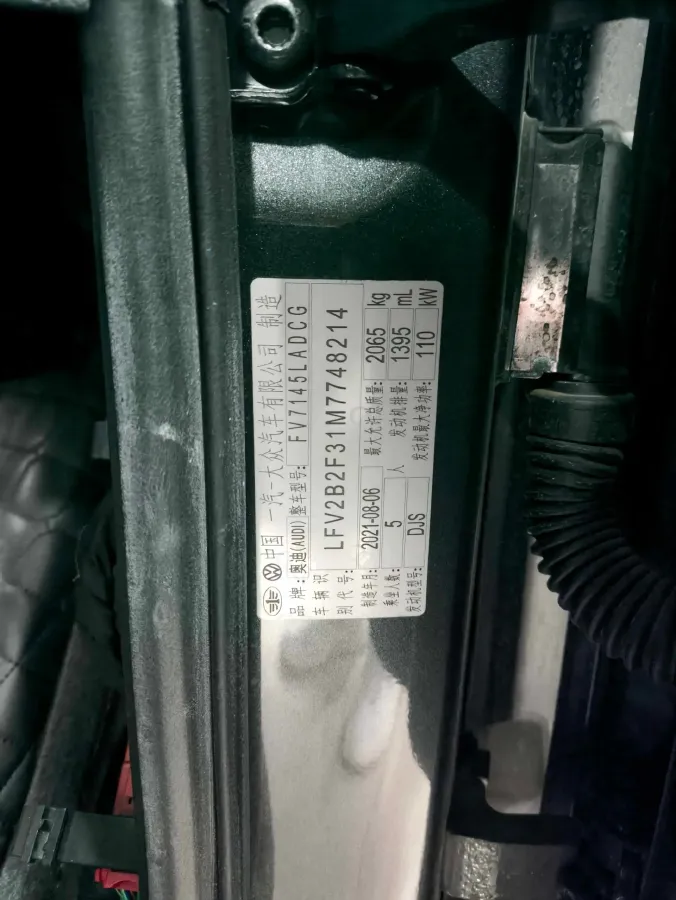 中国 一汽-大众汽车有限公司 制造
品牌: 奥迪(AUDI) 整车型号: FV7145LADCG
车辆识别代号: LFV2B2F31M7748214
制造年月: 2021-08-06 最大允许总质量: 2065 kg
乘坐人数: 5 人 发动机排量: 1395 mL
发动机型号: DJS 发动机最大净功率: 110 kW